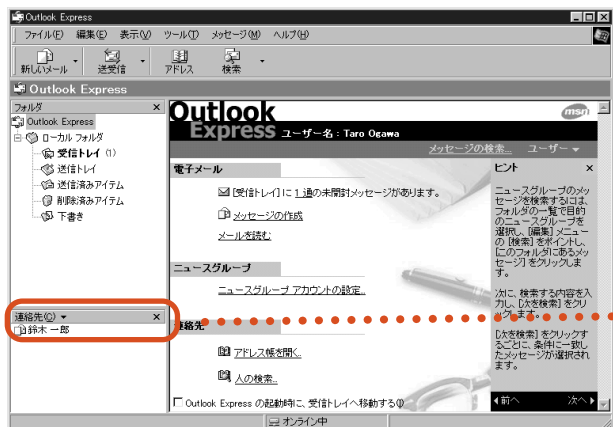 Outlook Express
ファイル(F) 編集(E) 表示(V) ツール(T) メッセージ(M) ヘルプ(H)
新しいメール 送受信 アドレス 検索
Outlook Express
フォルダ ×
Outlook Express
ローカル フォルダ
受信トレイ (1)
送信トレイ
送信済みアイテム
削除済みアイテム
下書き
連絡先(C) ×
鈴木 一郎
Outlook
Express ユーザー名 : Taro Ogawa
msn
メッセージの検索... ユーザー
電子メール
[受信トレイ] に 1 通の未開封メッセージがあります。
メッセージの作成
メールを読む
ニュースグループ
ニュースグループ アカウントの設定...
連絡先
アドレス帳を開く...
人の検索...
Outlook Express の起動時に、受信トレイへ移動する(O)
ヒント ×
ニュースグループのメッ
セージを検索するには、
フォルダの一覧で目的
のニュースグループを
選択し、[編集] メニュー
の [検索] をポイントし、
[このフォルダにあるメッ
セージ] をクリックしま
す。
次に、検索する内容を入
力し、[次を検索] をクリ
ックします。
[次を検索] をクリックす
るごとに、条件に一致し
たメッセージが選択され
ます。
前へ 次へ
オンライン中